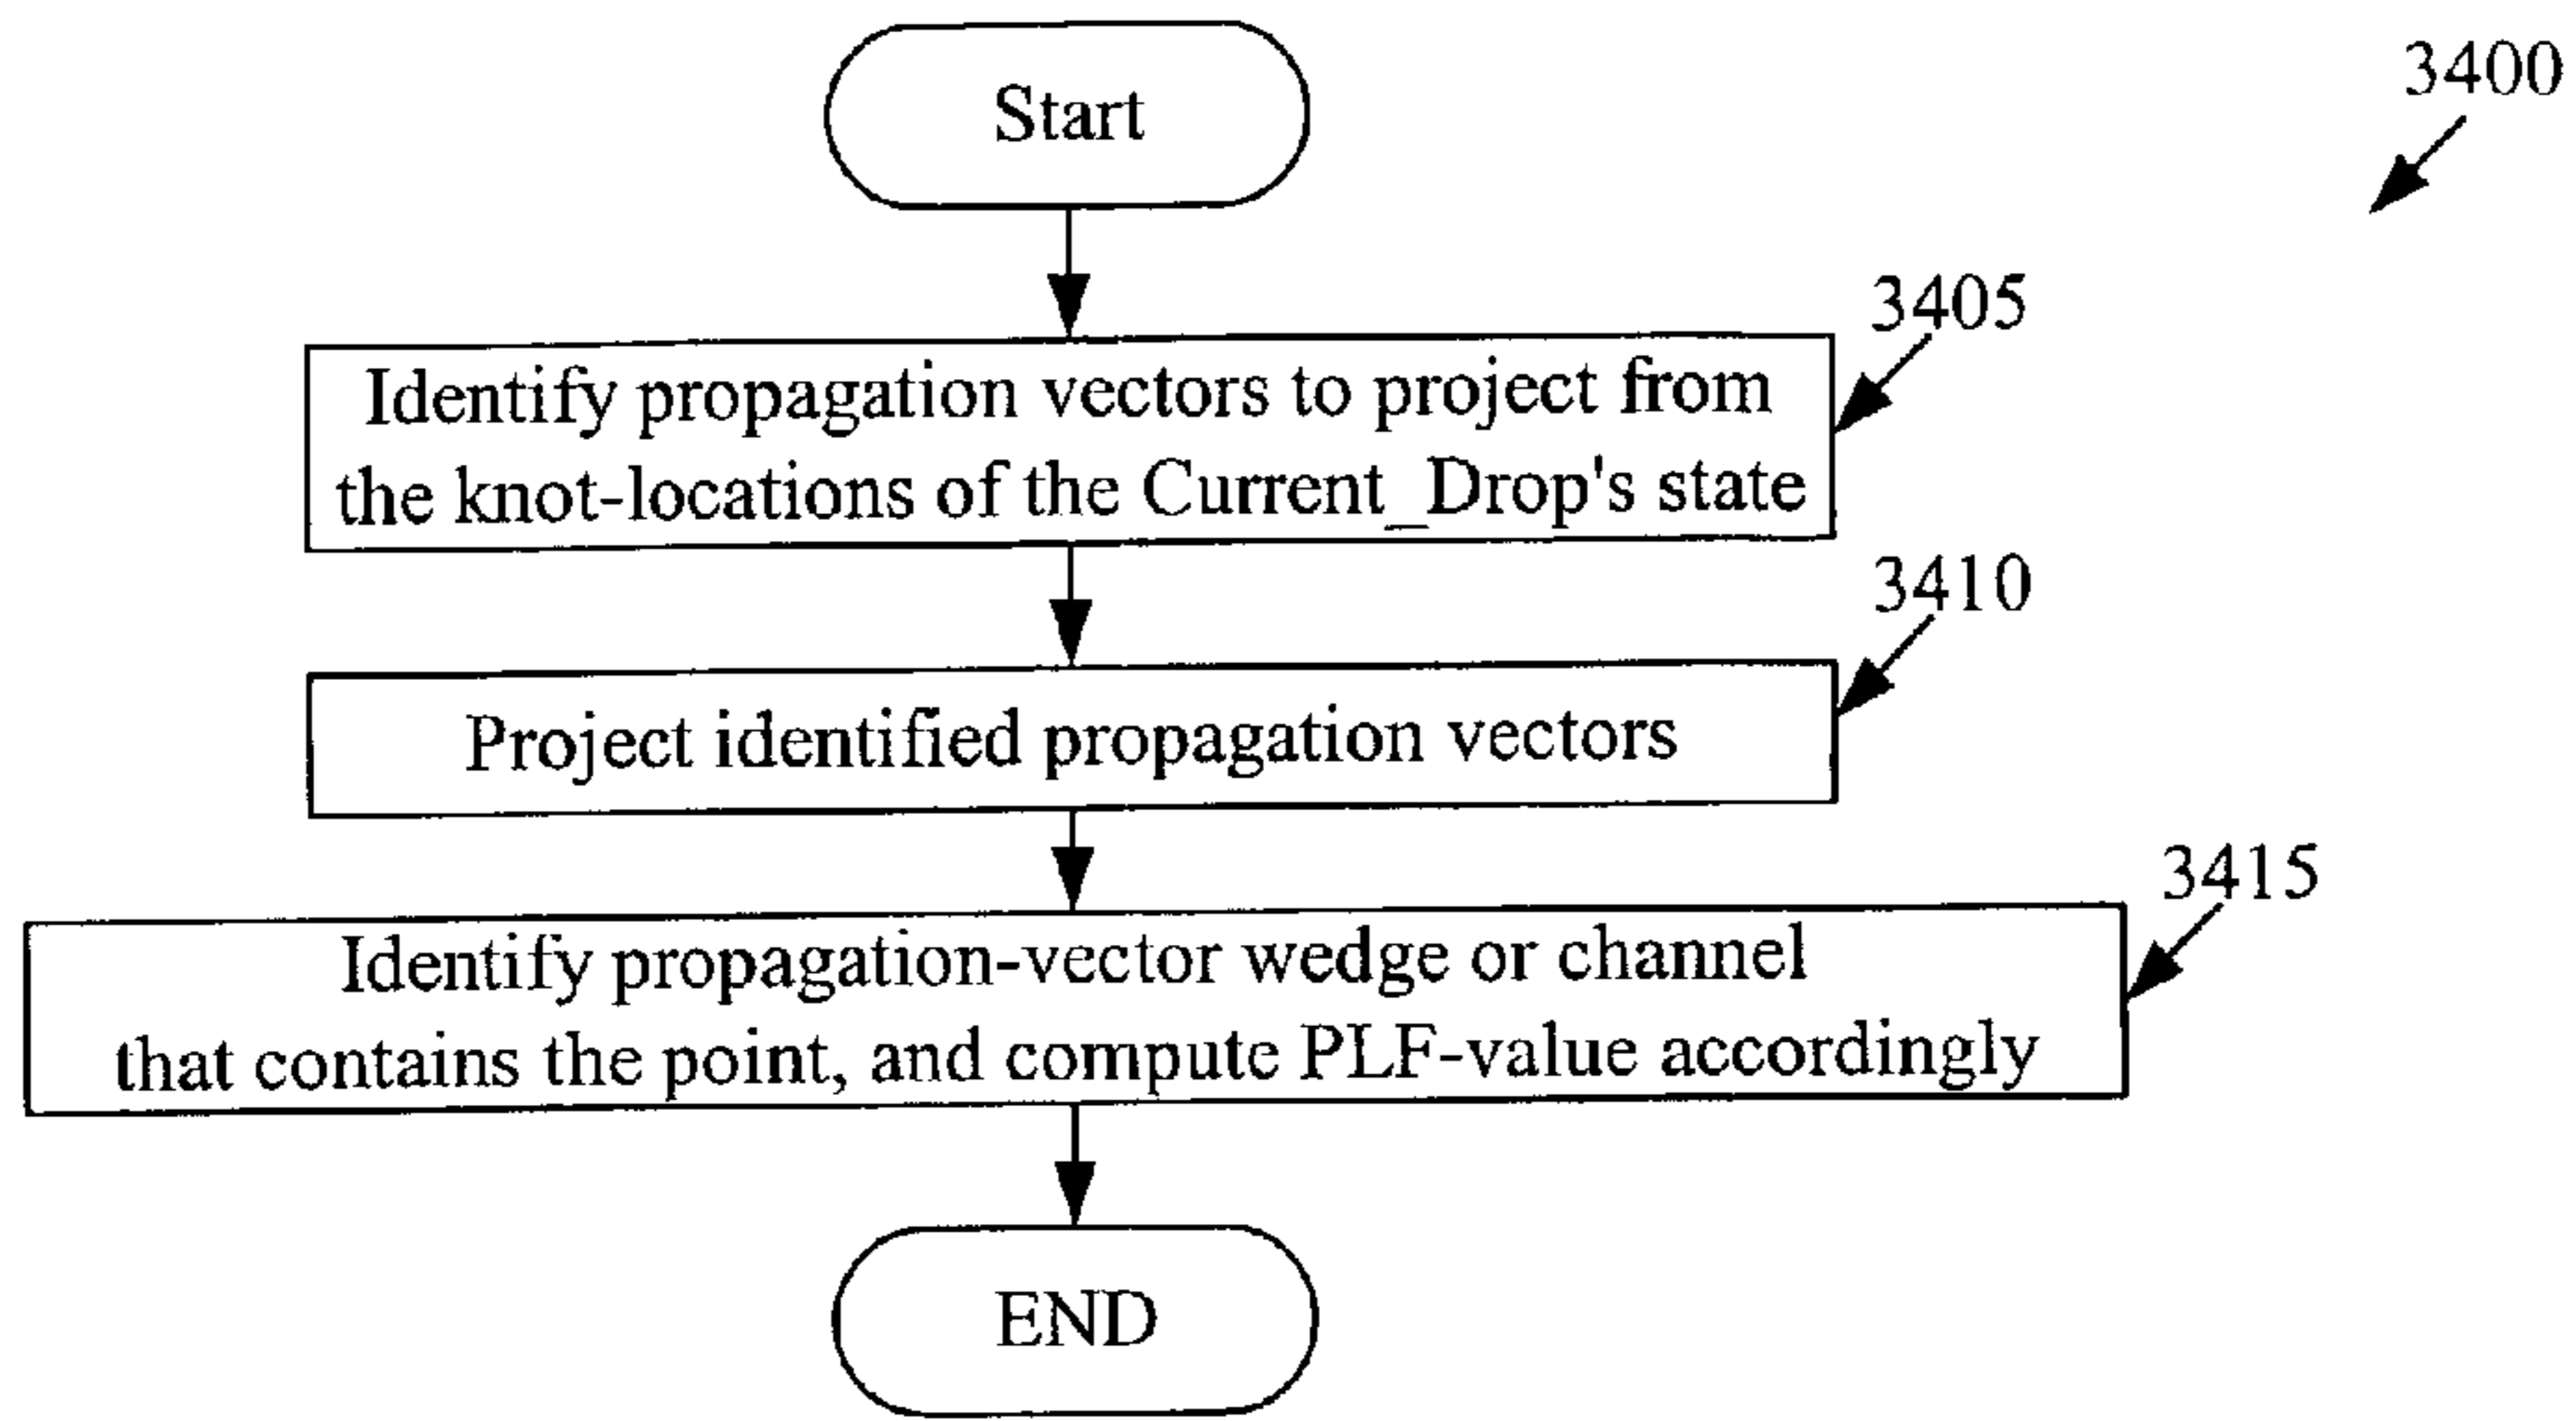 Start
3400
3405
Identify propagation vectors to project from
the knot-locations of the Current_Drop's state
3410
Project identified propagation vectors
3415
Identify propagation-vector wedge or channel
that contains the point, and compute PLF-value accordingly
END